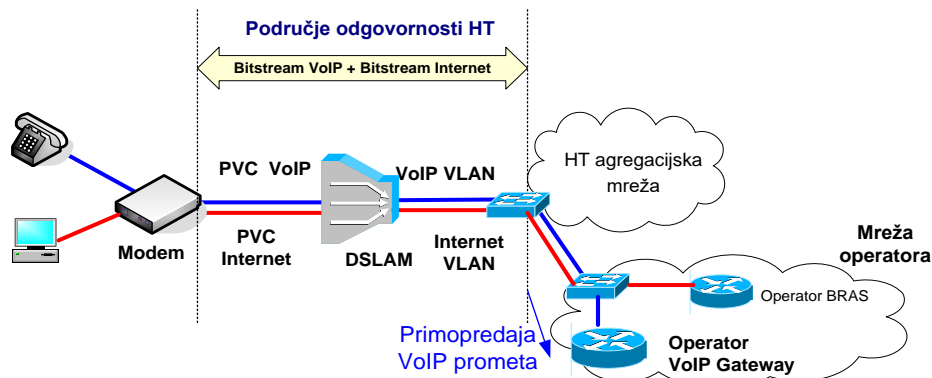 Područje odgovornosti HT
Bitstream VoIP + Bitstream Internet
HT agregacijska
mreža
PVC VoIP
VoIP VLAN
Modem
PVC
Internet
DSLAM
Internet
VLAN
Mreža
operatora
Operator BRAS
Primopredaja
VoIP prometa
Operator
VoIP Gateway